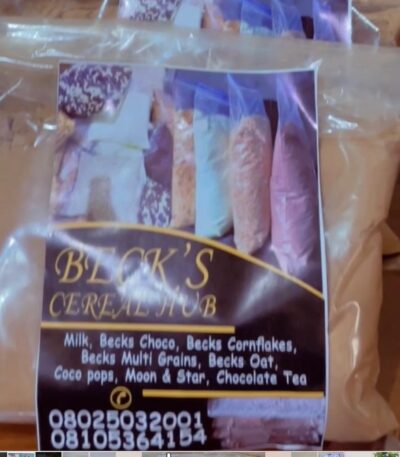 BECK'S
CEREAL HUB
Milk, Becks Choco, Becks Cornflakes,
Becks Multi Grains, Becks Oat,
Coco pops, Moon & Star, Chocolate Tea
08025032001
08105364154